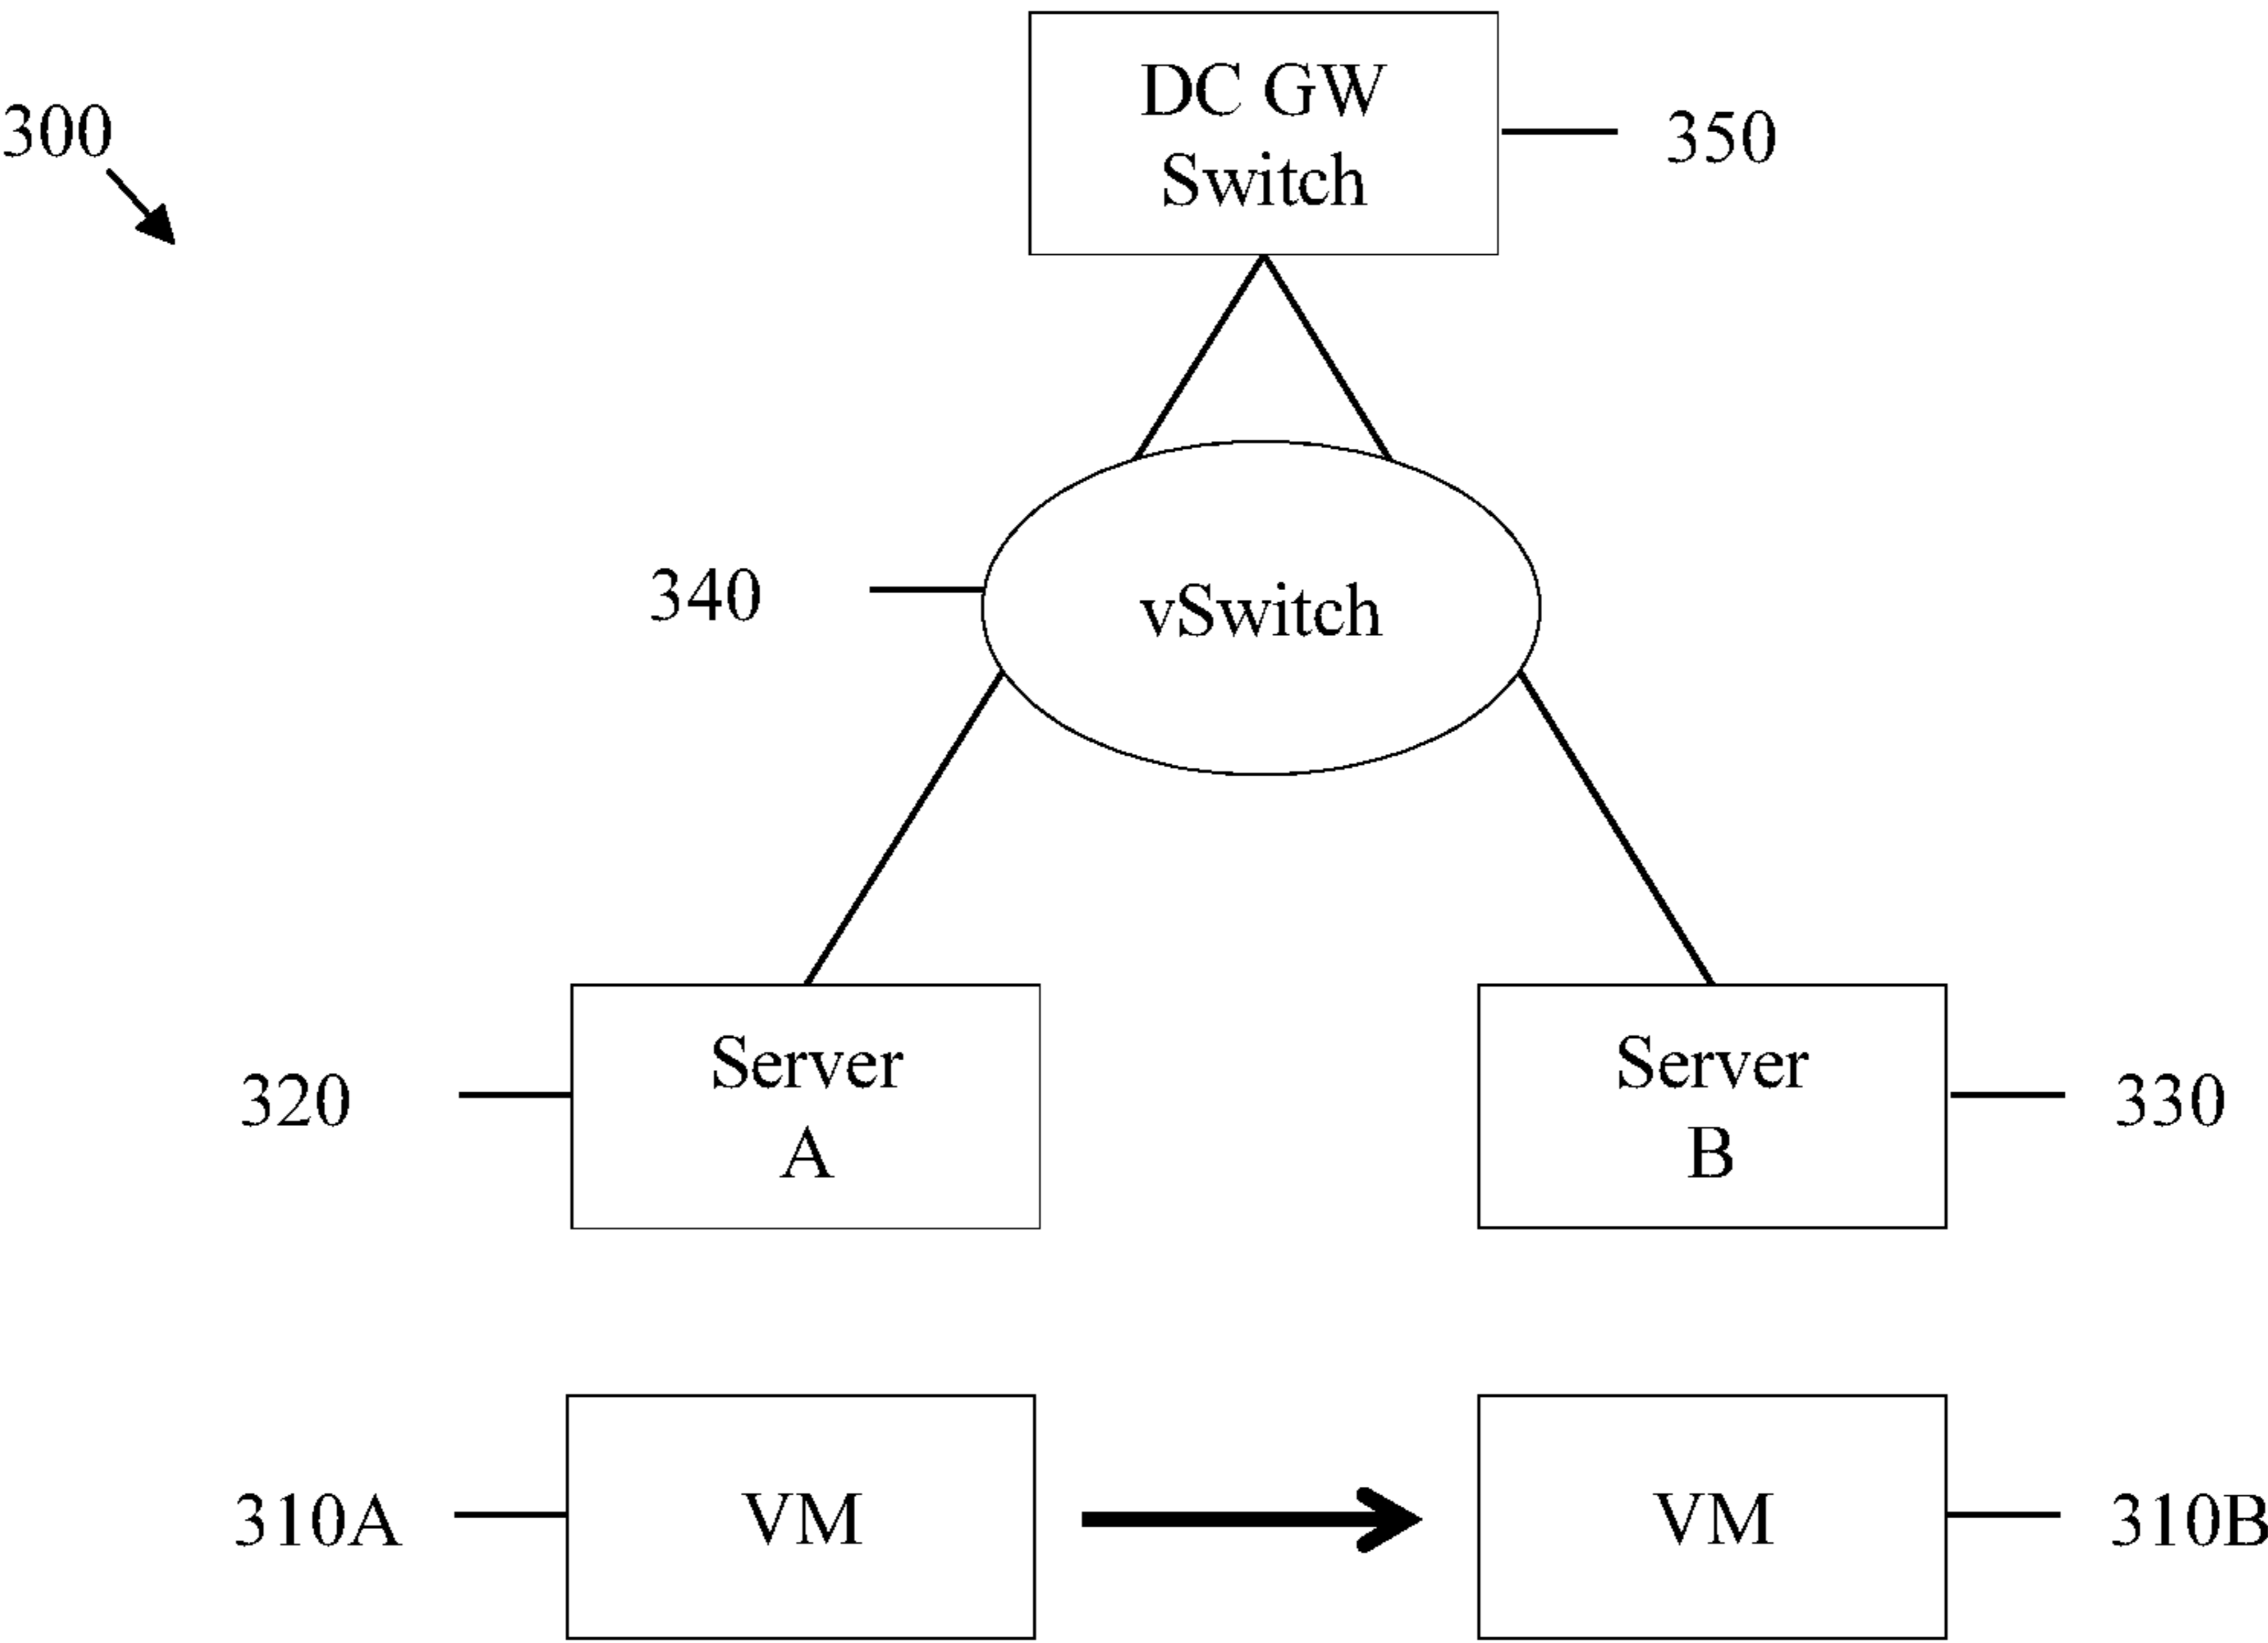 DC GW
Switch
300
350
340
vSwitch
Server
A
320
Server
B
330
310A
VM
VM
310B